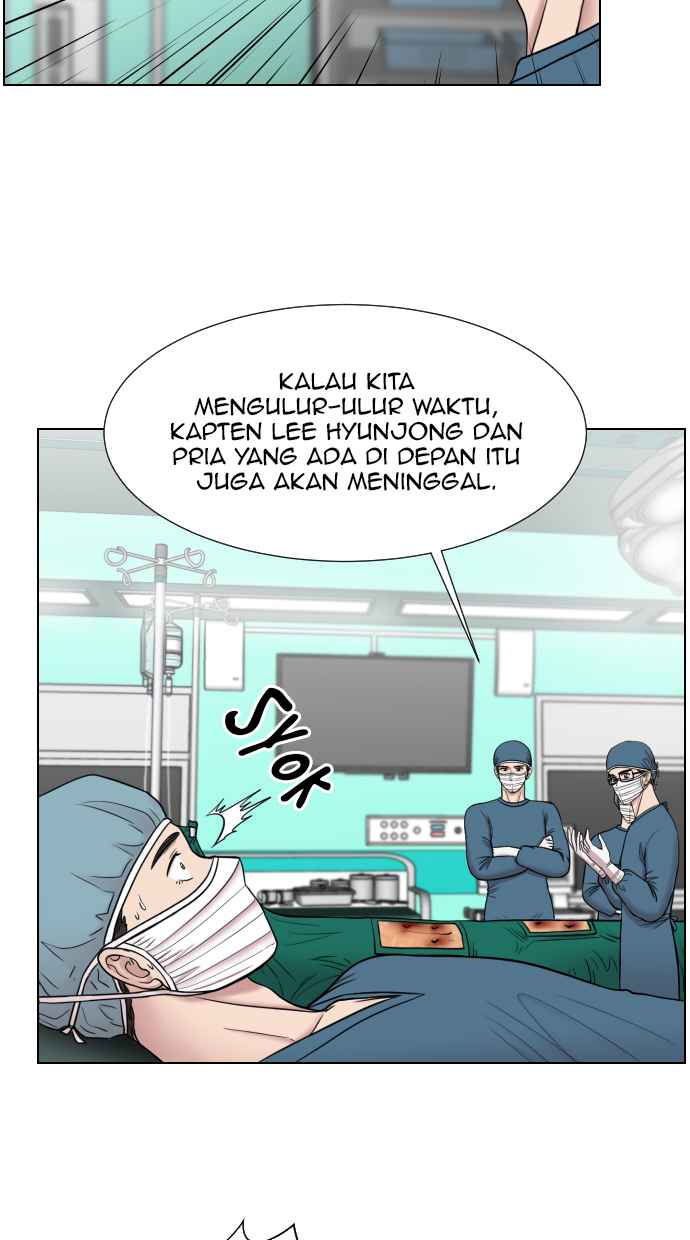 KALAU KITA
MENGULUR-ULUR WAKTU,
KAPTEN LEE HYUNJONG DAN
PRIA YANG ADA DI DEPAN ITU
JUGA AKAN MENINGGAL.
Syok